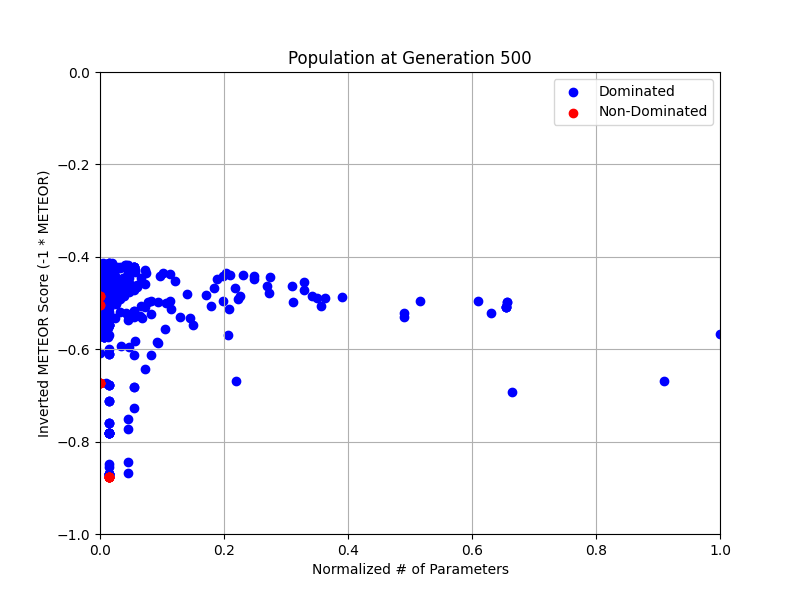 Population at Generation 500
Dominated
Non-Dominated
0.0
−0.2
−0.4
−0.6
−0.8
−1.0
Inverted METEOR Score (-1 * METEOR)
0.0 0.2 0.4 0.6 0.8 1.0
Normalized # of Parameters